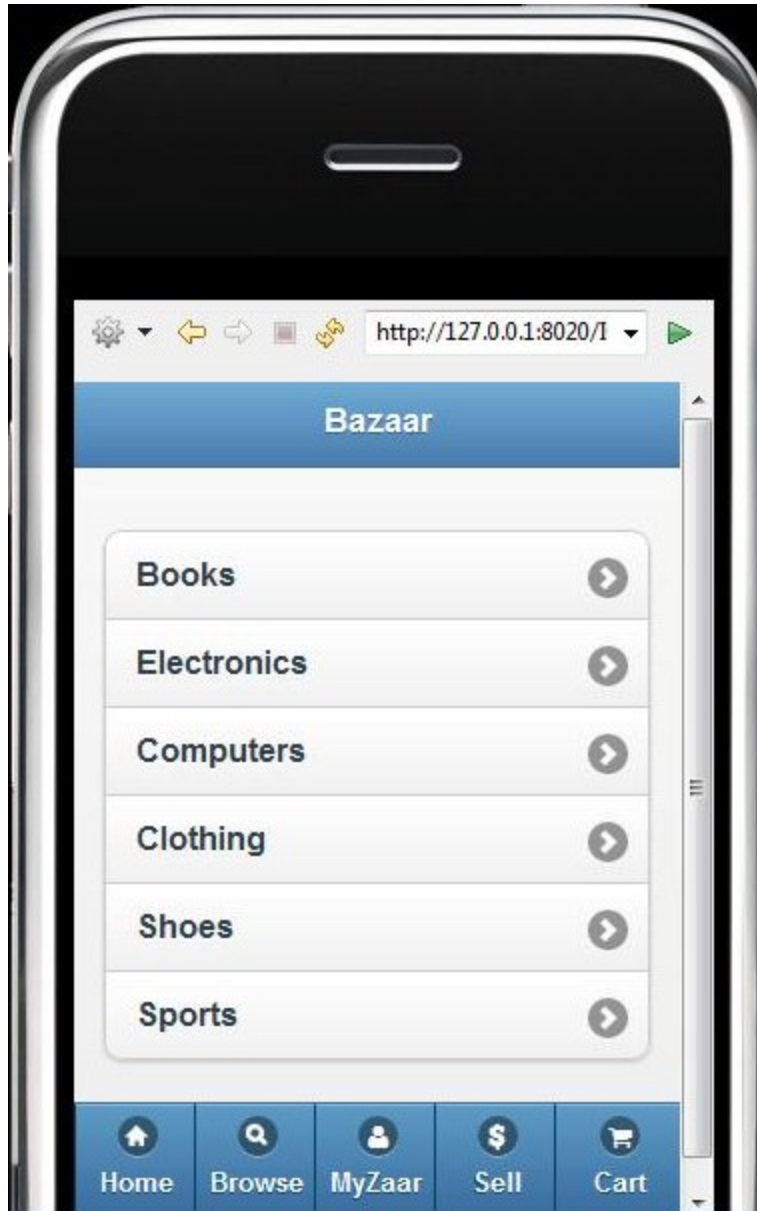 http://127.0.0.1:8020/I
Bazaar
Books
Electronics
Computers
Clothing
Shoes
Sports
Home Browse MyZaar Sell Cart